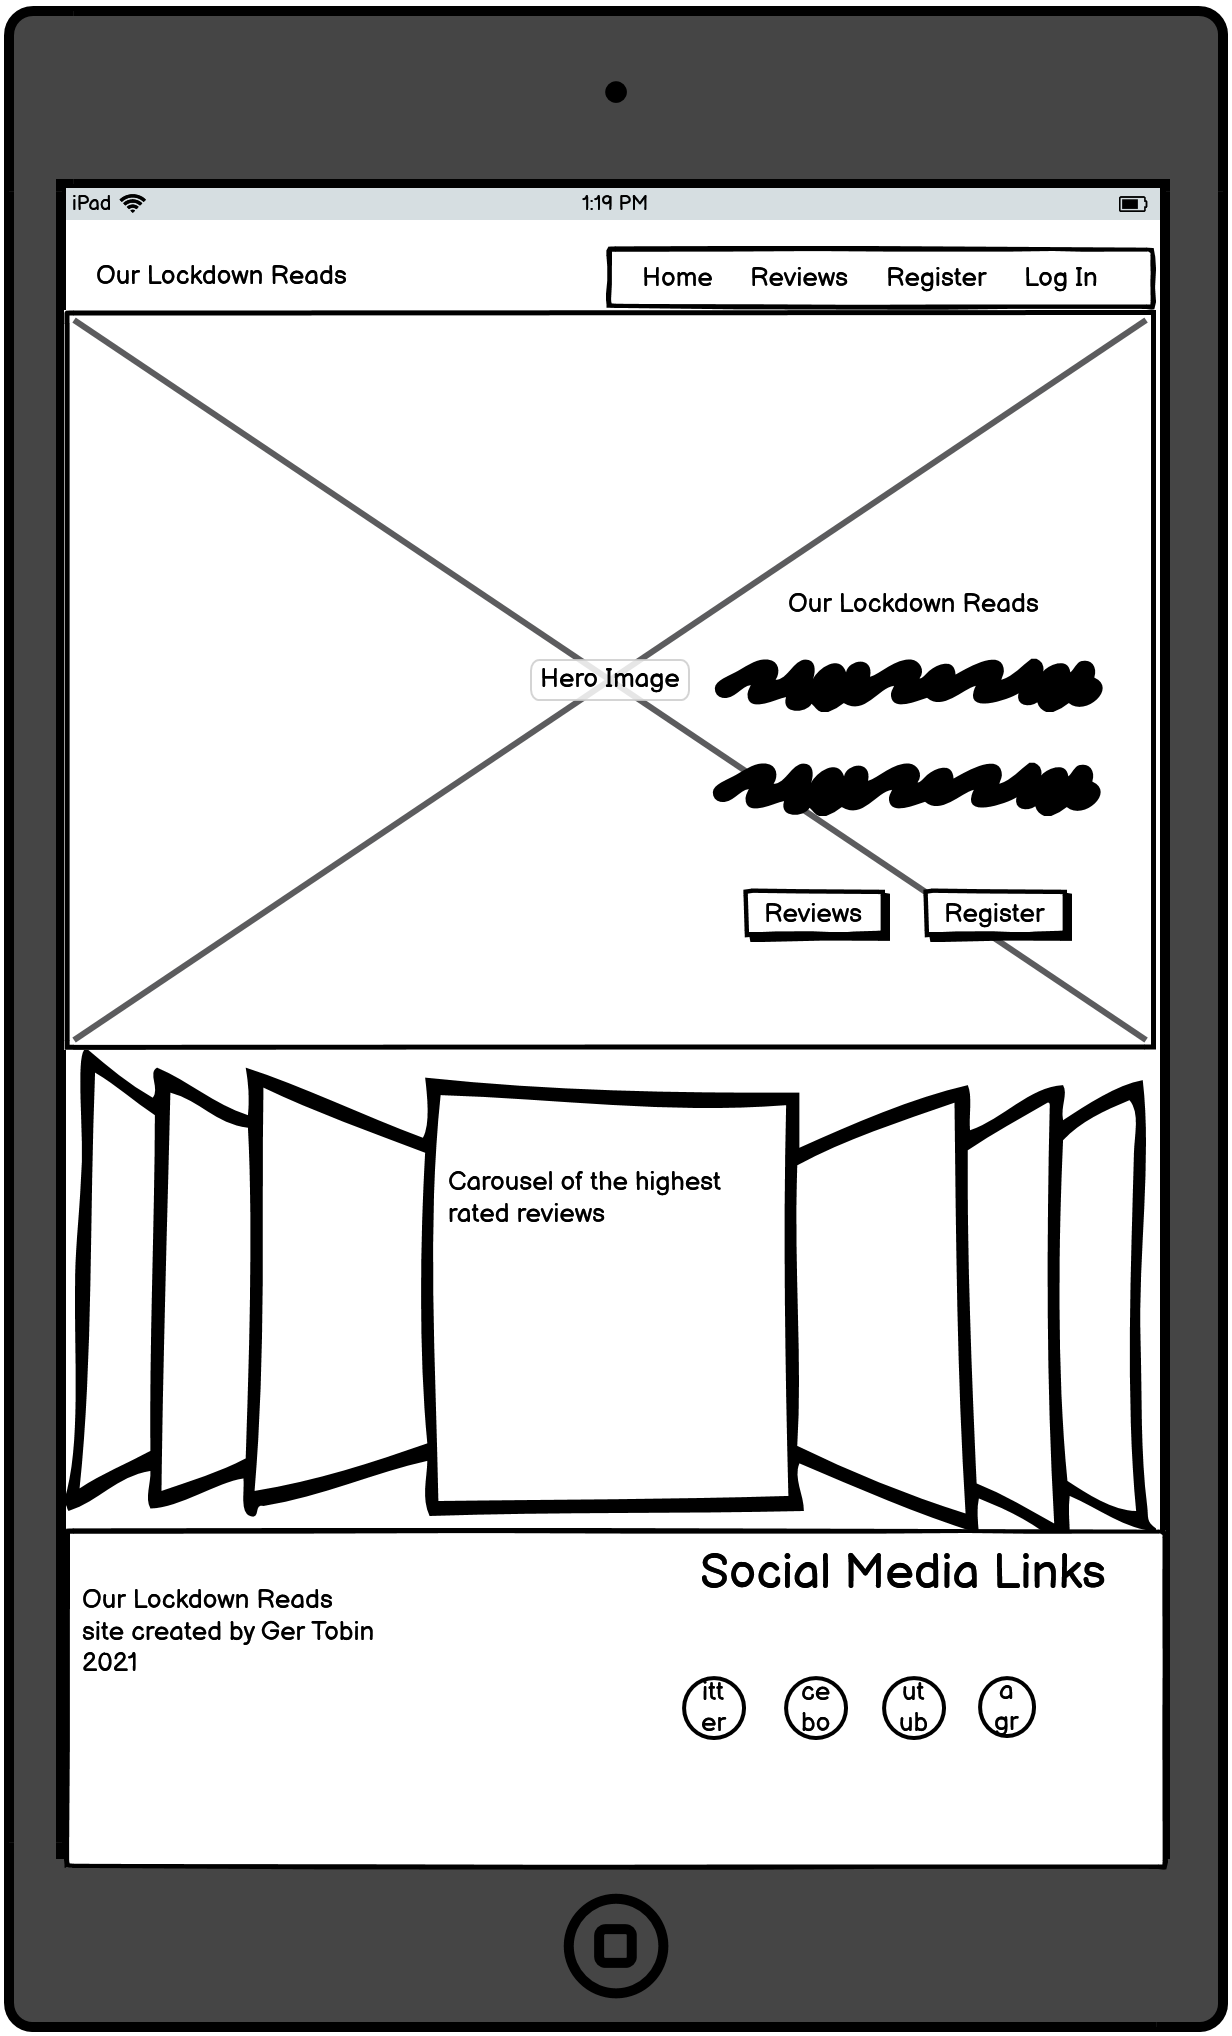 iPad 1:19 PM
Our Lockdown Reads
Home Reviews Register Log In
Our Lockdown Reads
Hero Image
Reviews Register
Carousel of the highest
rated reviews
Social Media Links
Our Lockdown Reads
site created by Ger Tobin
2021
itt ce ut a
er bo ub gr